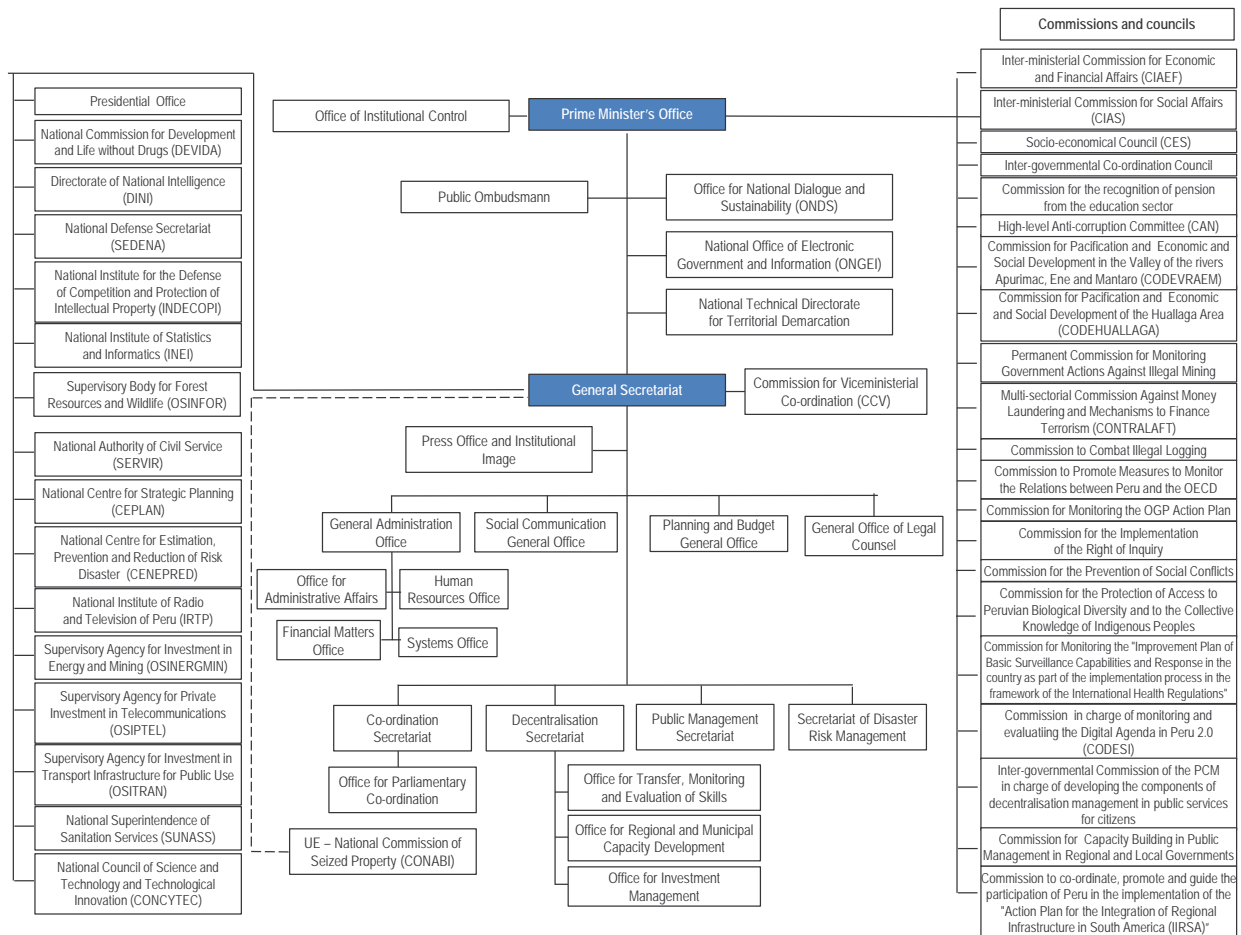 Commissions and councils
Presidential Office
National Commission for Development
and Life without Drugs (DEVIDA)
Directorate of National Intelligence
(DINI)
National Defense Secretariat
(SEDENA)
National Institute for the Defense
of Competition and Protection of
Intellectual Property (INDECOPI)
National Institute of Statistics
and Informatics (INEI)
Supervisory Body for Forest
Resources and Wildlife (OSINFOR)
National Authority of Civil Service
(SERVIR)
National Centre for Strategic Planning
(CEPLAN)
National Centre for Estimation,
Prevention and Reduction of Risk
Disaster (CENEPRED)
National Institute of Radio
and Television of Peru (IRTP)
Supervisory Agency for Investment in
Energy and Mining (OSINERGMIN)
Supervisory Agency for Private
Investment in Telecommunications
(OSIPTEL)
Supervisory Agency for Investment in
Transport Infrastructure for Public Use
(OSITRAN)
National Superintendence of
Sanitation Services (SUNASS)
National Council of Science and
Technology and Technological
Innovation (CONCYTEC)
Office of Institutional Control
Prime Minister's Office
Public Ombudsmann
Office for National Dialogue and
Sustainability (ONDS)
National Office of Electronic
Government and Information (ONGEI)
National Technical Directorate
for Territorial Demarcation
General Secretariat
Commission for Viceministerial
Co-ordination (CCV)
Press Office and Institutional
Image
General Administration
Office
Social Communication
General Office
Planning and Budget
General Office
General Office of Legal
Counsel
Office for
Administrative Affairs
Human
Resources Office
Financial Matters
Office
Systems Office
Co-ordination
Secretariat
Decentralisation
Secretariat
Public Management
Secretariat
Secretariat of Disaster
Risk Management
Office for Parliamentary
Co-ordination
Office for Transfer, Monitoring
and Evaluation of Skills
UE – National Commission of
Seized Property (CONABI)
Office for Regional and Municipal
Capacity Development
Office for Investment
Management
Inter-ministerial Commission for Economic
and Financial Affairs (CIAEF)
Inter-ministerial Commission for Social Affairs
(CIAS)
Socio-economical Council (CES)
Inter-governmental Co-ordination Council
Commission for the recognition of pension
from the education sector
High-level Anti-corruption Committee (CAN)
Commission for Pacification and Economic and
Social Development in the Valley of the rivers
Apurimac, Ene and Mantaro (CODEVRAEM)
Commission for Pacification and Economic
and Social Development of the Huallaga Area
(CODEHUALLAGA)
Permanent Commission for Monitoring
Government Actions Against Illegal Mining
Multi-sectorial Commission Against Money
Laundering and Mechanisms to Finance
Terrorism (CONTRALAFT)
Commission to Combat Illegal Logging
Commission to Promote Measures to Monitor
the Relations between Peru and the OECD
Commission for Monitoring the OGP Action Plan
Commission for the Implementation
of the Right of Inquiry
Commission for the Prevention of Social Conflicts
Commission for the Protection of Access to
Peruvian Biological Diversity and to the Collective
Knowledge of Indigenous Peoples
Commission for Monitoring the "Improvement Plan of
Basic Surveillance Capabilities and Response in the
country as part of the implementation process in the
framework of the International Health Regulations"
Commission in charge of monitoring and
evaluatiing the Digital Agenda in Peru 2.0
(CODESI)
Inter-governmental Commission of the PCM
in charge of developing the components of
decentralisation management in public services
for citizens
Commission for Capacity Building in Public
Management in Regional and Local Governments
Commission to co-ordinate, promote and guide the
participation of Peru in the implementation of the
"Action Plan for the Integration of Regional
Infrastructure in South America (IIRSA)"